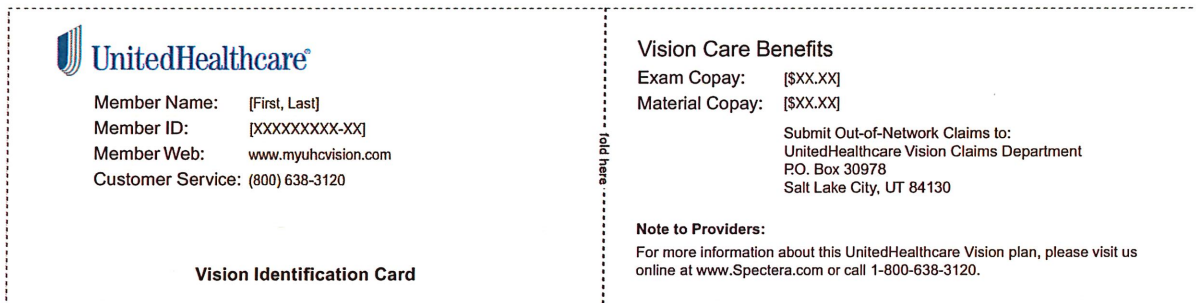 UnitedHealthcare®
Member Name: [First, Last]
Member ID: [XXXXXXXXX-XX]
Member Web: www.myuhcvision.com
Customer Service: (800) 638-3120
Vision Identification Card
fold here
Vision Care Benefits
Exam Copay: [$XX.XX]
Material Copay: [$XX.XX]
Submit Out-of-Network Claims to:
UnitedHealthcare Vision Claims Department
P.O. Box 30978
Salt Lake City, UT 84130
Note to Providers:
For more information about this UnitedHealthcare Vision plan, please visit us
online at www.Spectera.com or call 1-800-638-3120.